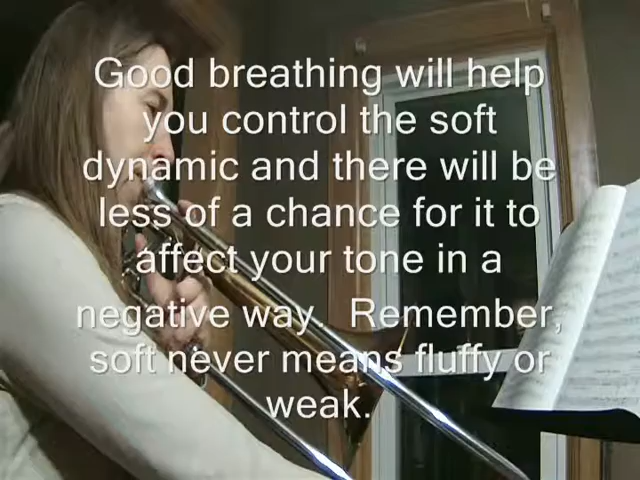 Good breathing will help
you control the soft
dynamic and there will be
less of a chance for it to
affect your tone in a
negative way.  Remember,
soft never means fluffy or
weak.